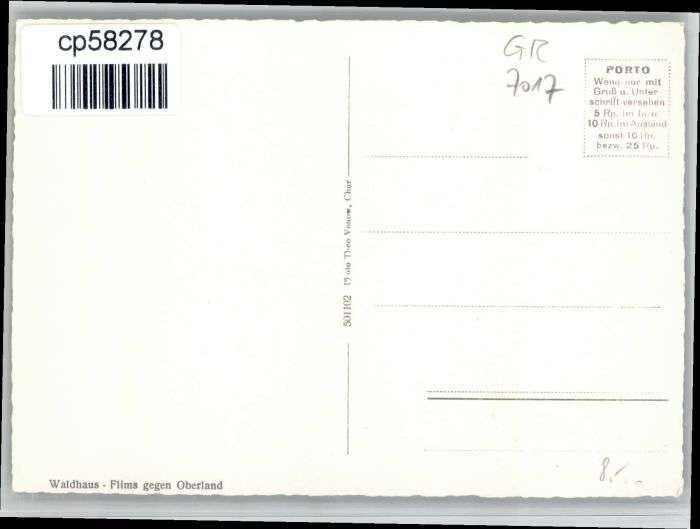 cp58278
GR
7017
PORTO
Wenn nur mit
Gruß u. Unter-
schrift versehen
5 Rp. im In u.
10 Rp. im Ausland
sonst 10 Rp.
bezw. 25 Rp.
501102 Photo Theo Vonow, Chur
8.-
Waldhaus - Flims gegen Oberland